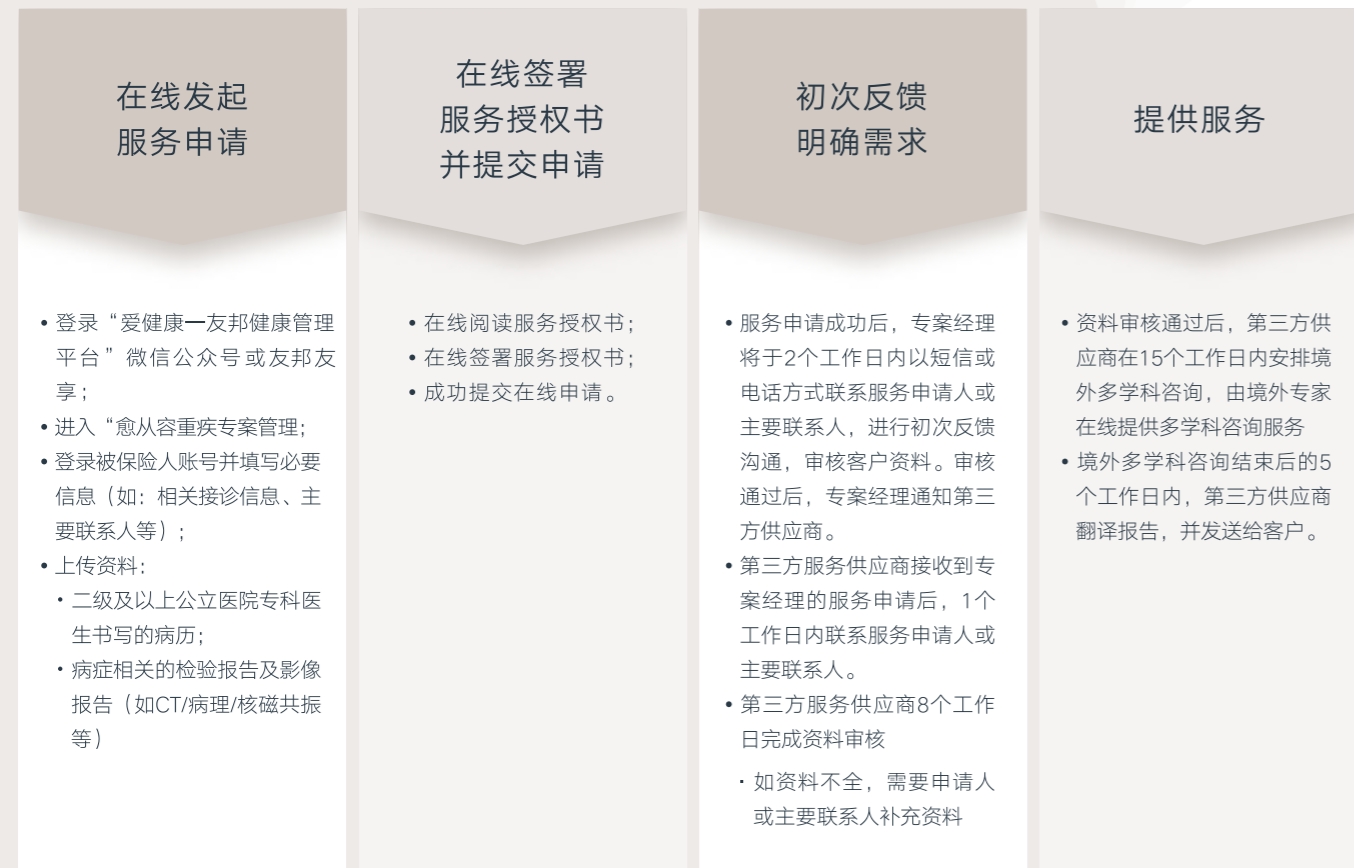 在线发起
服务申请
• 登录“爱健康—友邦健康管理
平台”微信公众号或友邦友
享；
• 进入“愈从容重疾专案管理；
• 登录被保险人账号并填写必要
信息（如：相关接诊信息、主
要联系人等）；
• 上传资料：
• 二级及以上公立医院专科医
生书写的病历；
• 病症相关的检验报告及影像
报告（如CT/病理/核磁共振
等）
在线签署
服务授权书
并提交申请
• 在线阅读服务授权书；
• 在线签署服务授权书；
• 成功提交在线申请。
初次反馈
明确需求
• 服务申请成功后，专案经理
将于2个工作日内以短信或
电话方式联系服务申请人或
主要联系人，进行初次反馈
沟通，审核客户资料。审核
通过后，专案经理通知第三
方供应商。
• 第三方服务供应商接收到专
案经理的服务申请后，1个
工作日内联系服务申请人或
主要联系人。
• 第三方服务供应商8个工作
日完成资料审核
· 如资料不全，需要申请人
或主要联系人补充资料
提供服务
• 资料审核通过后，第三方供
应商在15个工作日内安排境
外多学科咨询，由境外专家
在线提供多学科咨询服务
• 境外多学科咨询结束后的5
个工作日内，第三方供应商
翻译报告，并发送给客户。